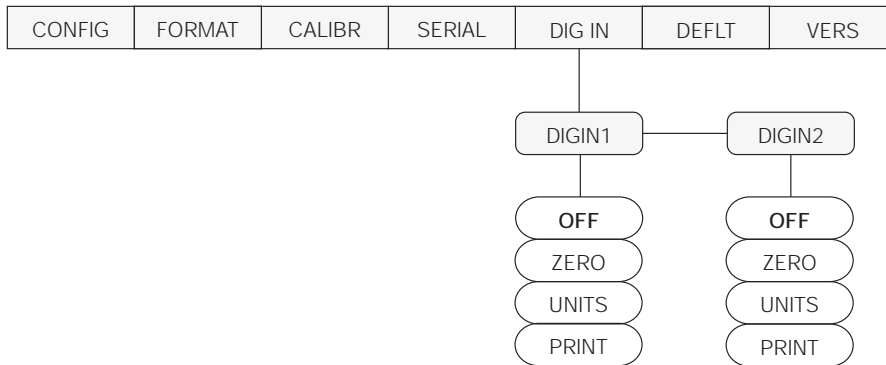 CONFIG FORMAT CALIBR SERIAL DIG IN DEFLT VERS
DIGIN1 DIGIN2
OFF OFF
ZERO ZERO
UNITS UNITS
PRINT PRINT